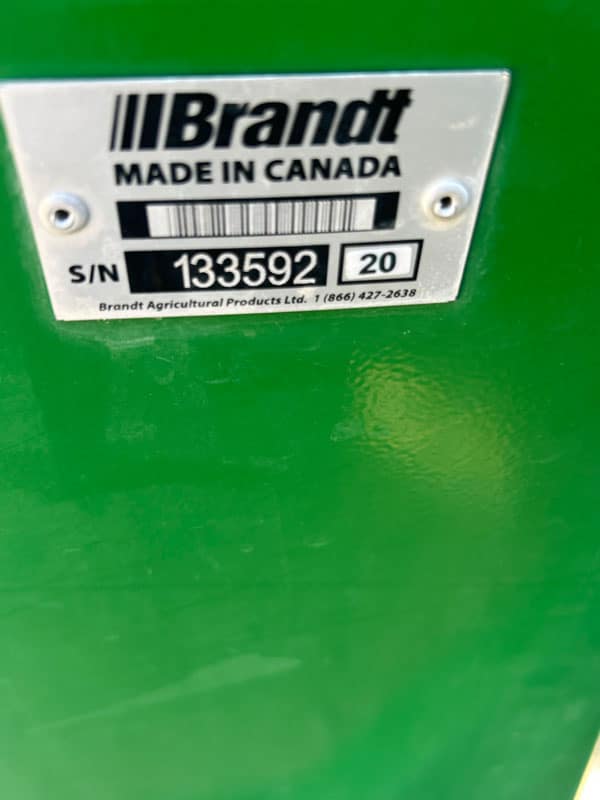 Brandt
MADE IN CANADA
S/N 133592 20
Brandt Agricultural Products Ltd. 1 (866) 427-2638